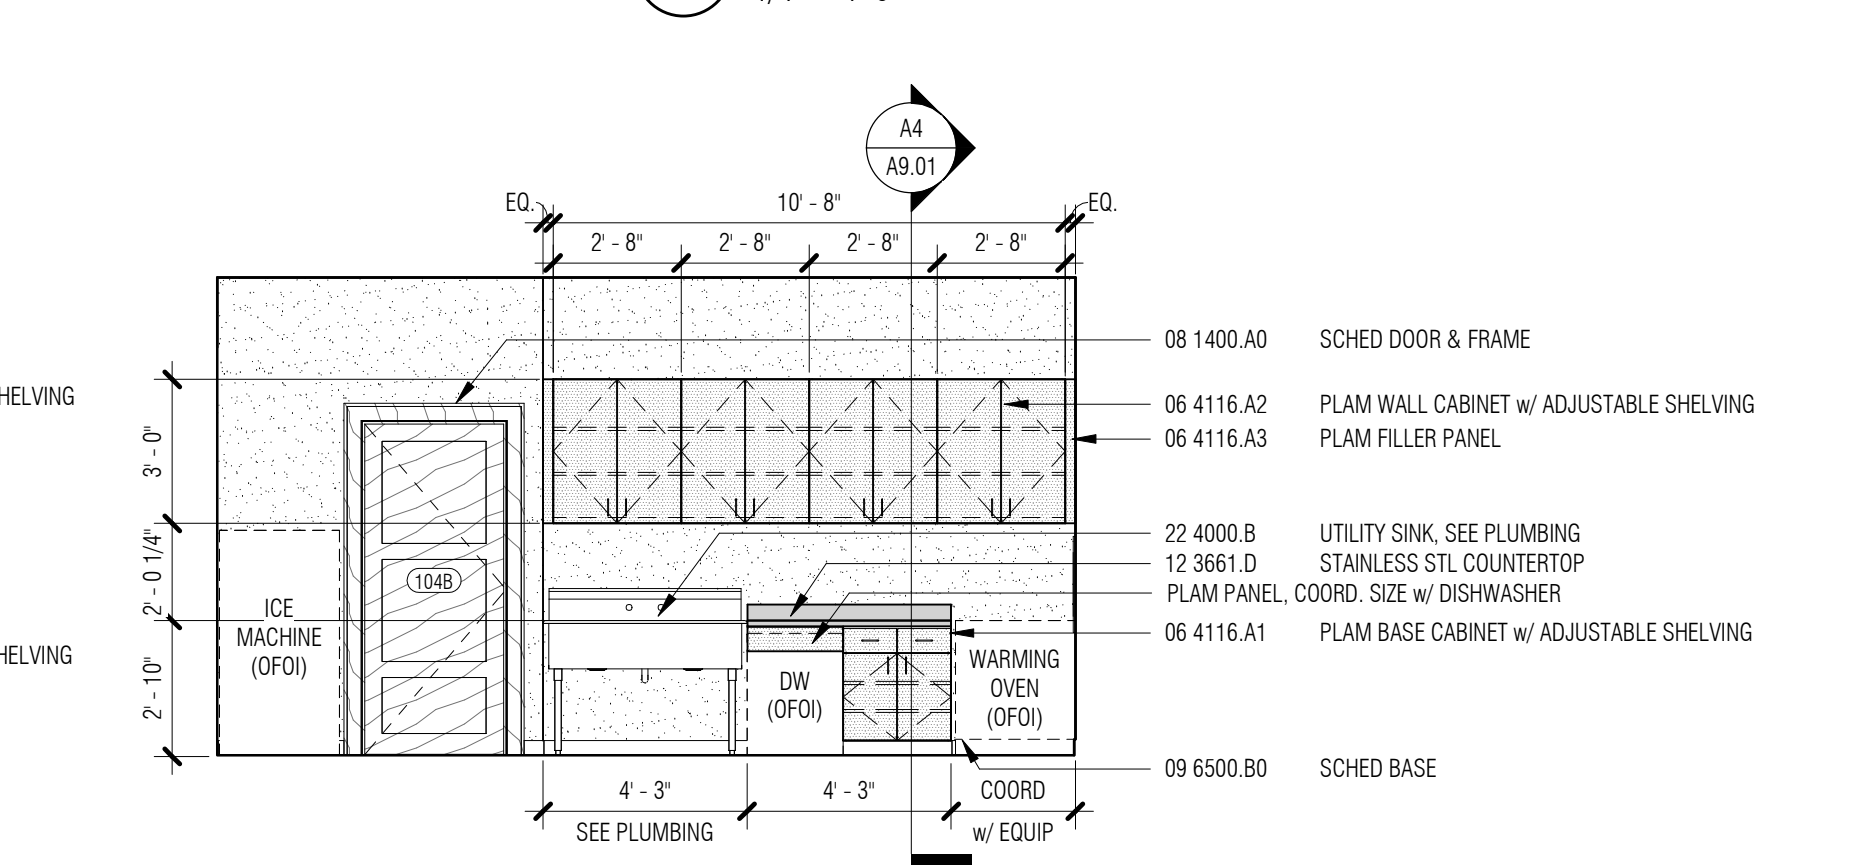 A4
A9.01
EQ.
10' - 8"
EQ.
2' - 8"
2' - 8"
2' - 8"
2' - 8"
08 1400.A0 SCHED DOOR & FRAME
HELVING
06 4116.A2 PLAM WALL CABINET w/ ADJUSTABLE SHELVING
06 4116.A3 PLAM FILLER PANEL
3' - 0"
22 4000.B UTILITY SINK, SEE PLUMBING
12 3661.D STAINLESS STL COUNTERTOP
2' - 0 1/4"
104B
PLAM PANEL, COORD. SIZE w/ DISHWASHER
ICE
MACHINE
(OFOI)
06 4116.A1 PLAM BASE CABINET w/ ADJUSTABLE SHELVING
HELVING
WARMING
OVEN
(OFOI)
DW
(OFOI)
2' - 10"
09 6500.B0 SCHED BASE
4' - 3"
4' - 3"
COORD
SEE PLUMBING
w/ EQUIP